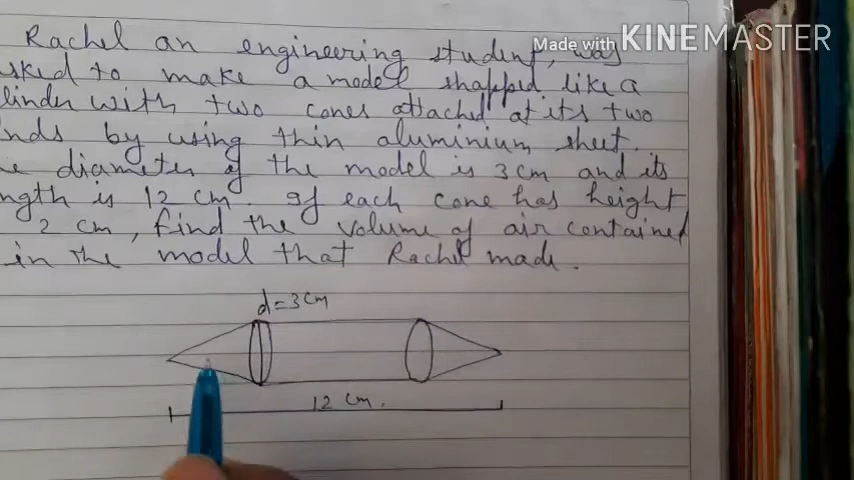 Made with KINEMASTER
Rachel an engineering student, was
sked to make a model shapped like a
linder with two cones attached at its two
nds by using thin aluminium sheet.
e diameter of the model is 3 cm and its
ngth is 12 cm. If each cone has height
2 cm, find the volume of air contained
in the model that Rachel made.
d=3cm
12 cm.